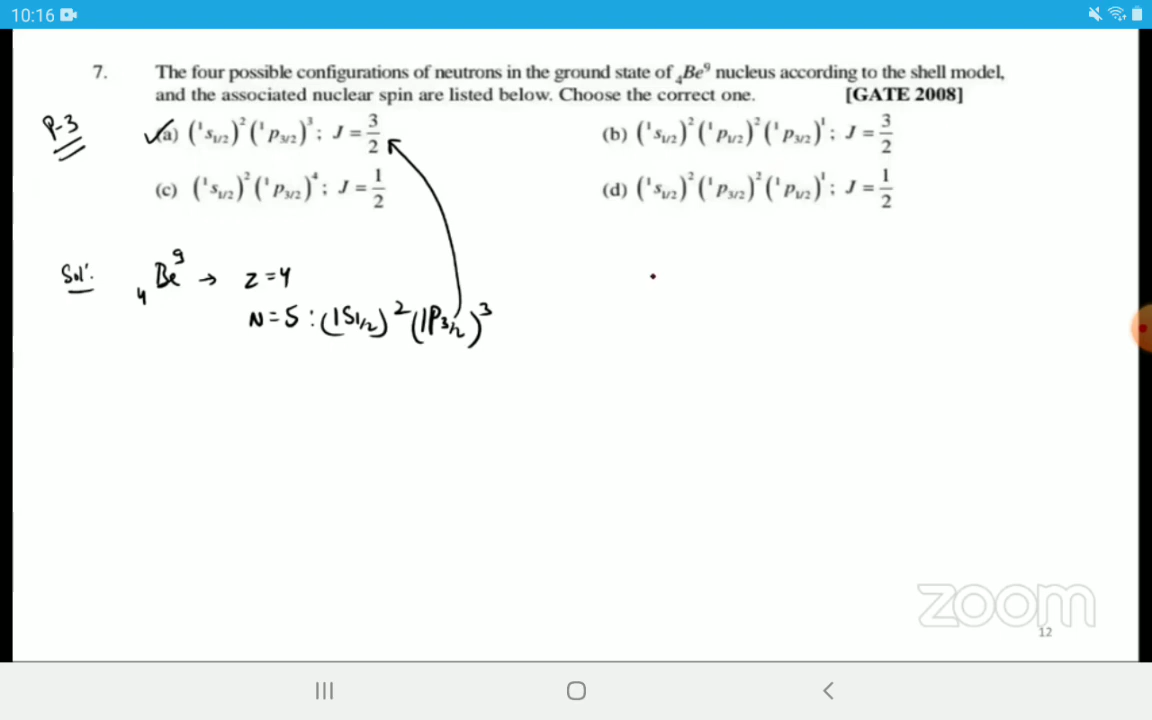 10:16
7. The four possible configurations of neutrons in the ground state of ₄Be⁹ nucleus according to the shell model,
and the associated nuclear spin are listed below. Choose the correct one. [GATE 2008]
P-3
(a) (¹s₁/₂)² (¹p₃/₂)³; J = 3/2 (b) (¹s₁/₂)² (¹p₁/₂)² (¹p₃/₂)¹; J = 3/2
(c) (¹s₁/₂)² (¹p₃/₂)⁴; J = 1/2 (d) (¹s₁/₂)² (¹p₃/₂)² (¹p₁/₂)¹; J = 1/2
Sol': ₄Be⁹ → Z = 4
N = 5 : (1S₁/₂)² (1P₃/₂)³
zoom
12